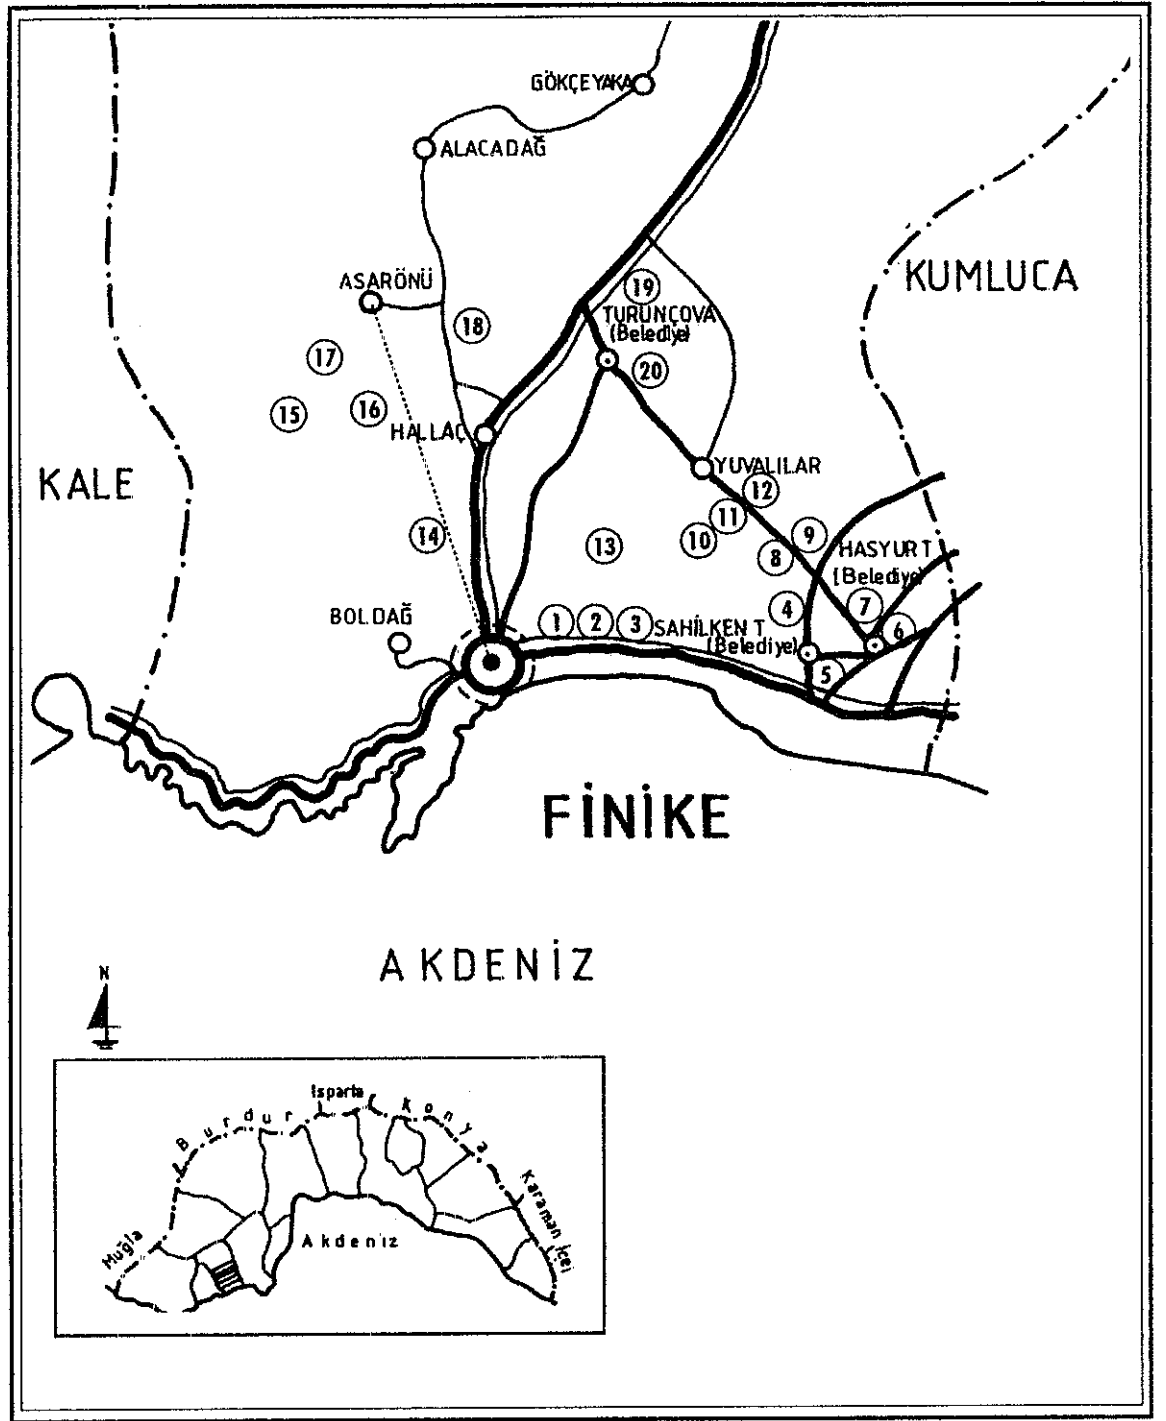 GÖKÇEYAKA
ALACADAĞ
KUMLUCA
ASARÖNÜ
19
18
TURUNÇOVA
(Belediye)
17
20
15
16
HALLAÇ
KALE
YUVALILAR
12
11
14
13
10
9
8
HASYURT
(Belediye)
BOLDAĞ
1
2
3
4
7
SAHİLKENT
(Belediye)
6
5
FİNİKE
AKDENİZ
N
Isparta
Burdur
Konya
Karaman
Muğla
Akdeniz
İçel